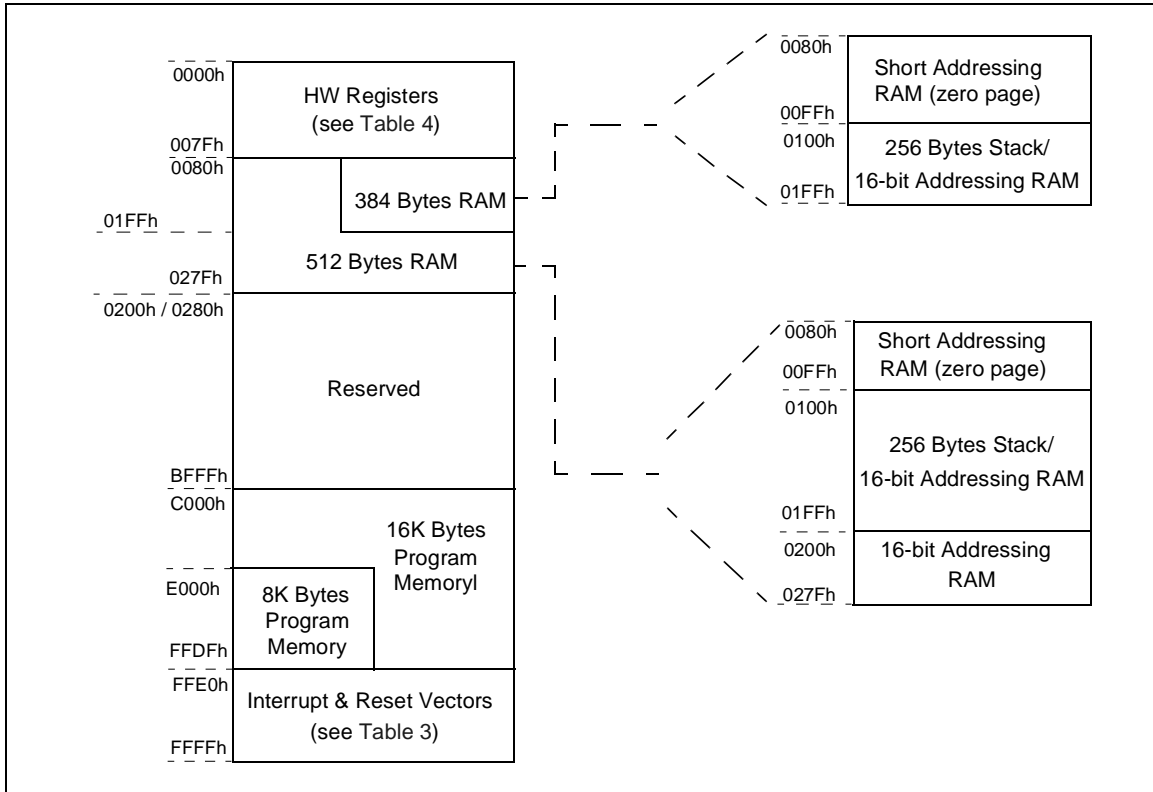 0000h
HW Registers
(see Table 4)
007Fh
0080h
384 Bytes RAM
01FFh
512 Bytes RAM
027Fh
0200h / 0280h
Reserved
BFFFh
C000h
16K Bytes
Program
Memoryl
E000h
8K Bytes
Program
Memory
FFDFh
FFE0h
Interrupt & Reset Vectors
(see Table 3)
FFFFh
0080h
Short Addressing
RAM (zero page)
00FFh
0100h
256 Bytes Stack/
16-bit Addressing RAM
01FFh
0080h
Short Addressing
RAM (zero page)
00FFh
0100h
256 Bytes Stack/
16-bit Addressing RAM
01FFh
0200h
16-bit Addressing
RAM
027Fh